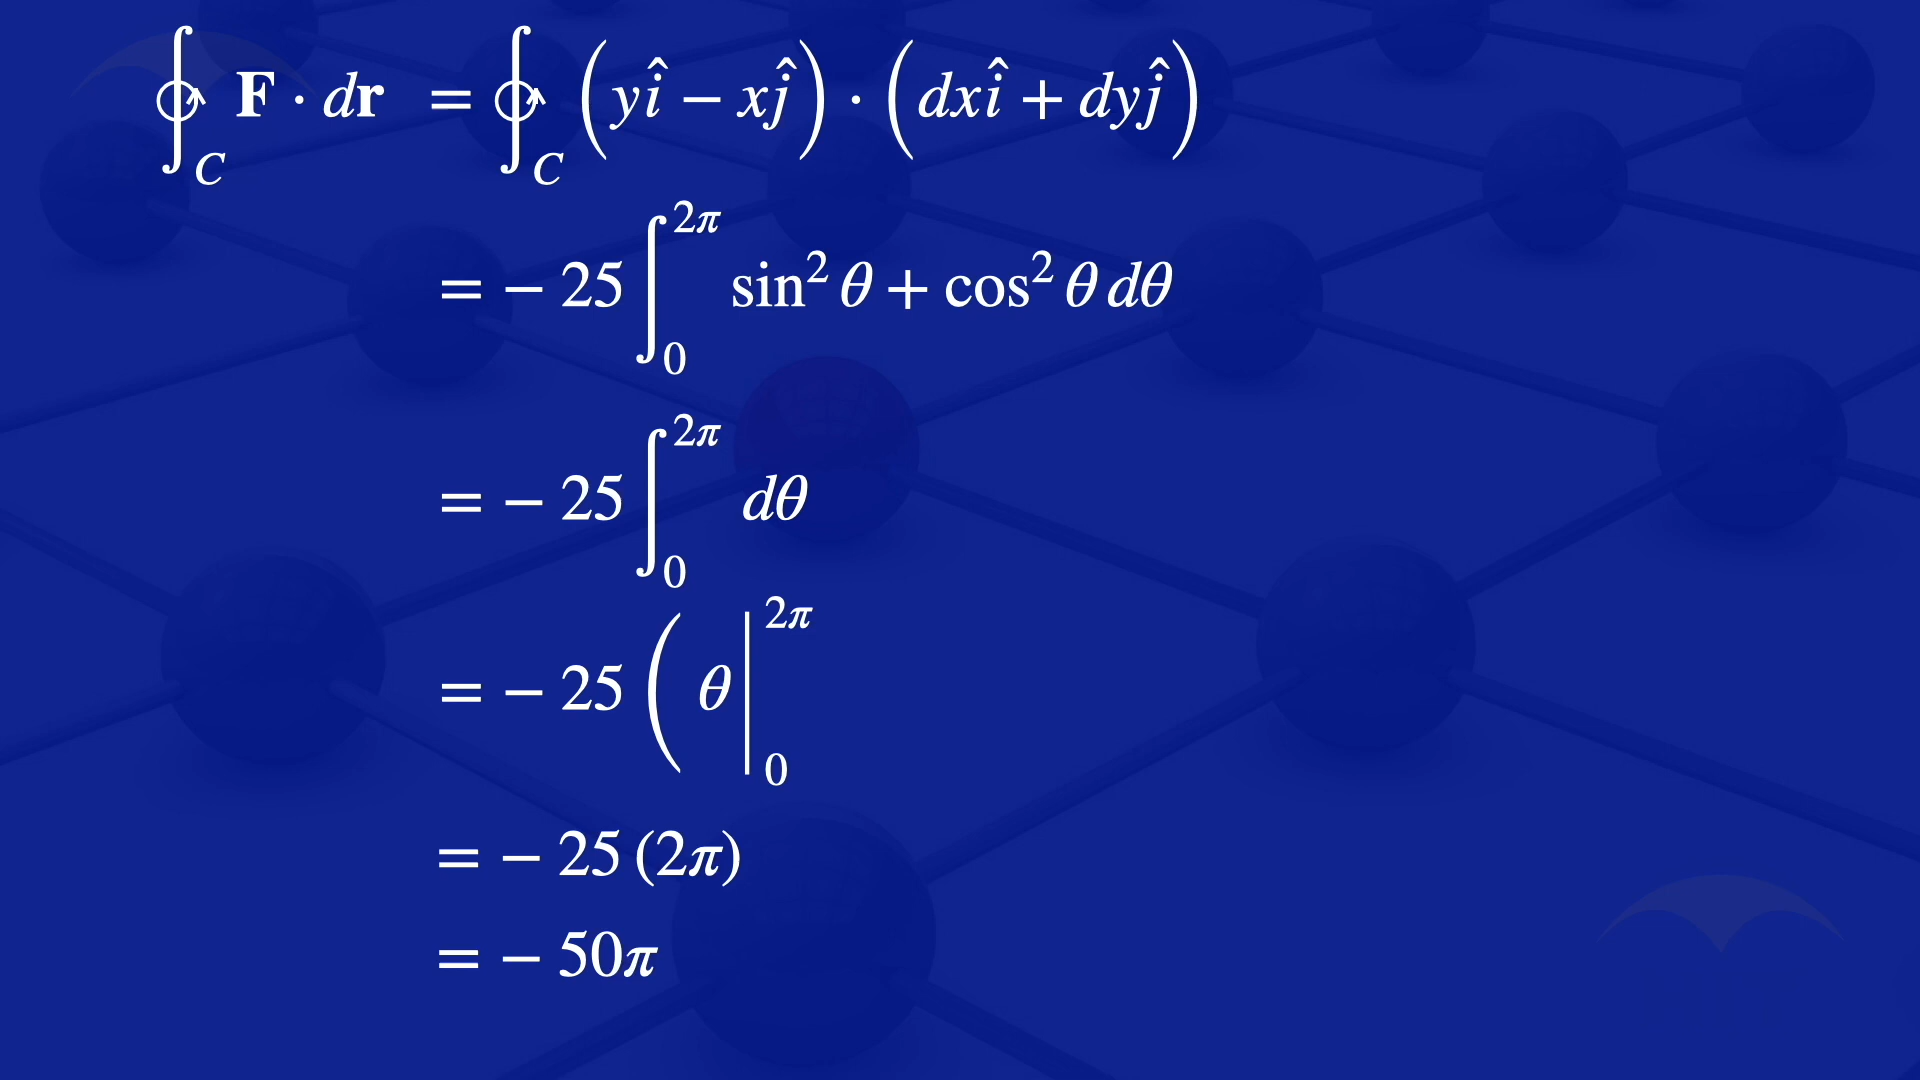 ∳_C 𝐅 · d𝐫 = ∳_C (yî − xĵ) · (dxî + dyĵ)
= − 25 ∫_0^{2π} sin² θ + cos² θ dθ
= − 25 ∫_0^{2π} dθ
= − 25 ( θ |_0^{2π}
= − 25 (2π)
= − 50π